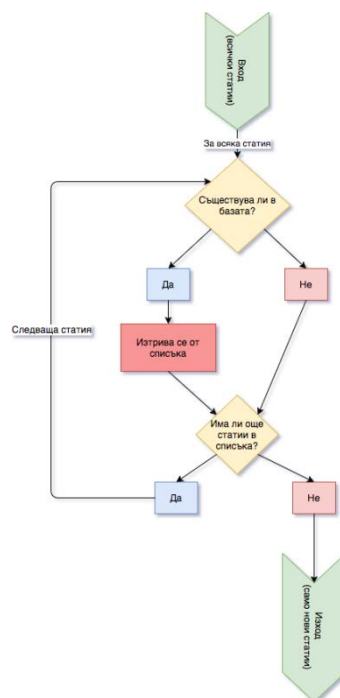 Вход
(всички статии)
За всяка статия
Съществува ли в
базата?
Да
Не
Следваща статия
Изтрива се от
списъка
Има ли още
статии в
списъка?
Да
Не
Изход
(само нови статии)